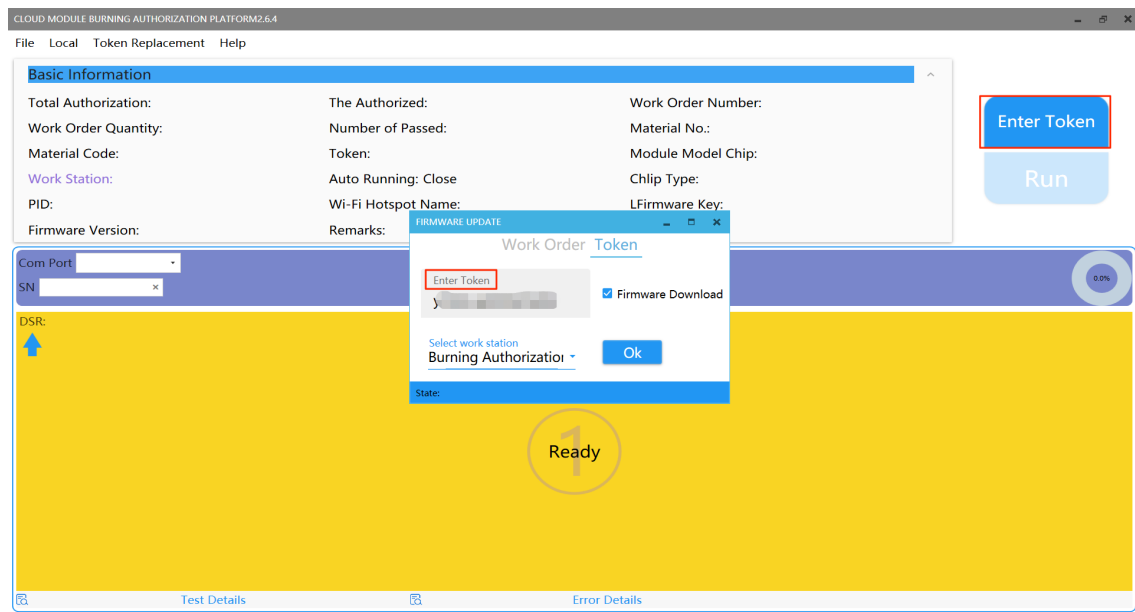 CLOUD MODULE BURNING AUTHORIZATION PLATFORM2.6.4
File Local Token Replacement Help
Basic Information
Total Authorization: The Authorized: Work Order Number:
Work Order Quantity: Number of Passed: Material No.:
Material Code: Token: Module Model Chip:
Work Station: Auto Running: Close Chlip Type:
PID: Wi-Fi Hotspot Name: LFirmware Key:
Firmware Version: Remarks:
Enter Token
Run
FIRMWARE UPDATE
Work Order Token
Enter Token
Firmware Download
Select work station
Burning Authorization
Ok
State:
Com Port
SN
0.0%
DSR:
1
Ready
Test Details Error Details